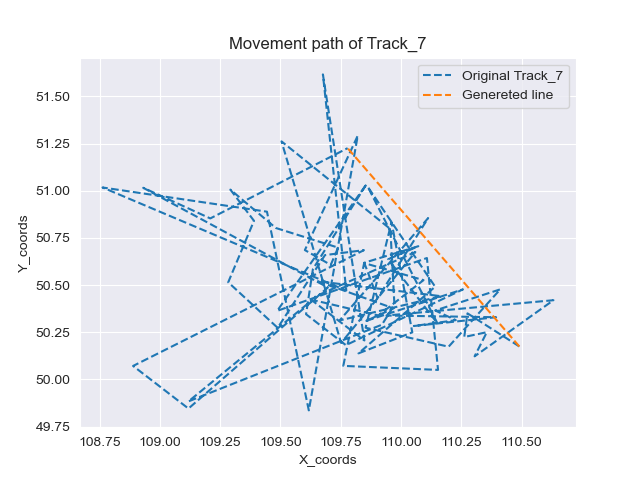 Movement path of Track_7
Original Track_7
Genereted line
Y_coords
51.50
51.25
51.00
50.75
50.50
50.25
50.00
49.75
108.75 109.00 109.25 109.50 109.75 110.00 110.25 110.50
X_coords